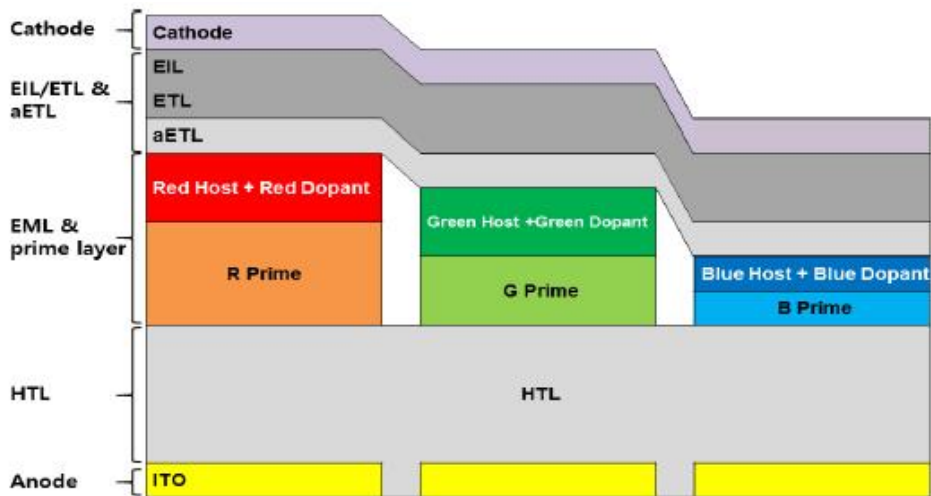 Cathode
Cathode
EIL/ETL &
aETL
EIL
ETL
aETL
EML &
prime layer
Red Host + Red Dopant
R Prime
Green Host +Green Dopant
G Prime
Blue Host + Blue Dopant
B Prime
HTL
HTL
Anode
ITO